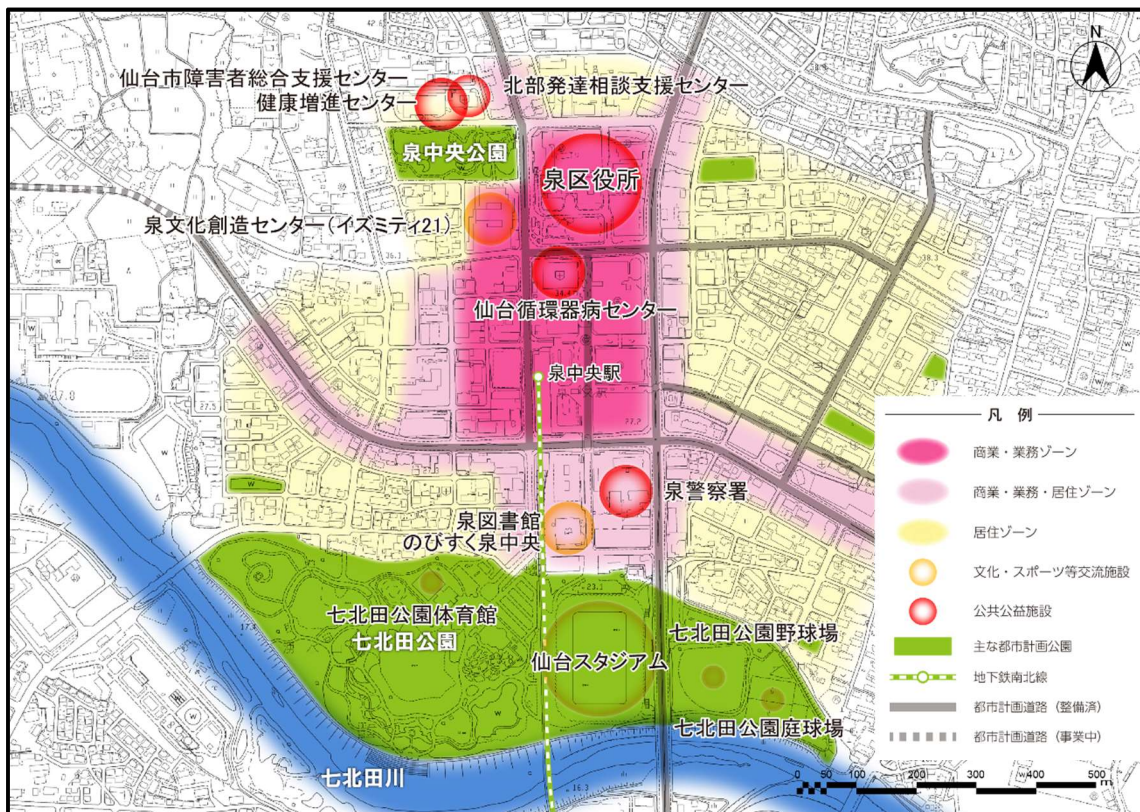 N
仙台市障害者総合支援センター
健康増進センター
北部発達相談支援センター
泉中央公園
泉区役所
泉文化創造センター(イズミティ21)
仙台循環器病センター
泉中央駅
泉警察署
泉図書館
のびすく泉中央
七北田公園体育館
七北田公園
仙台スタジアム
七北田公園野球場
七北田公園庭球場
七北田川
凡 例
商業・業務ゾーン
商業・業務・居住ゾーン
居住ゾーン
文化・スポーツ等交流施設
公共公益施設
主な都市計画公園
地下鉄南北線
都市計画道路(整備済)
都市計画道路(事業中)
0 50 100 200 300 400 500
m